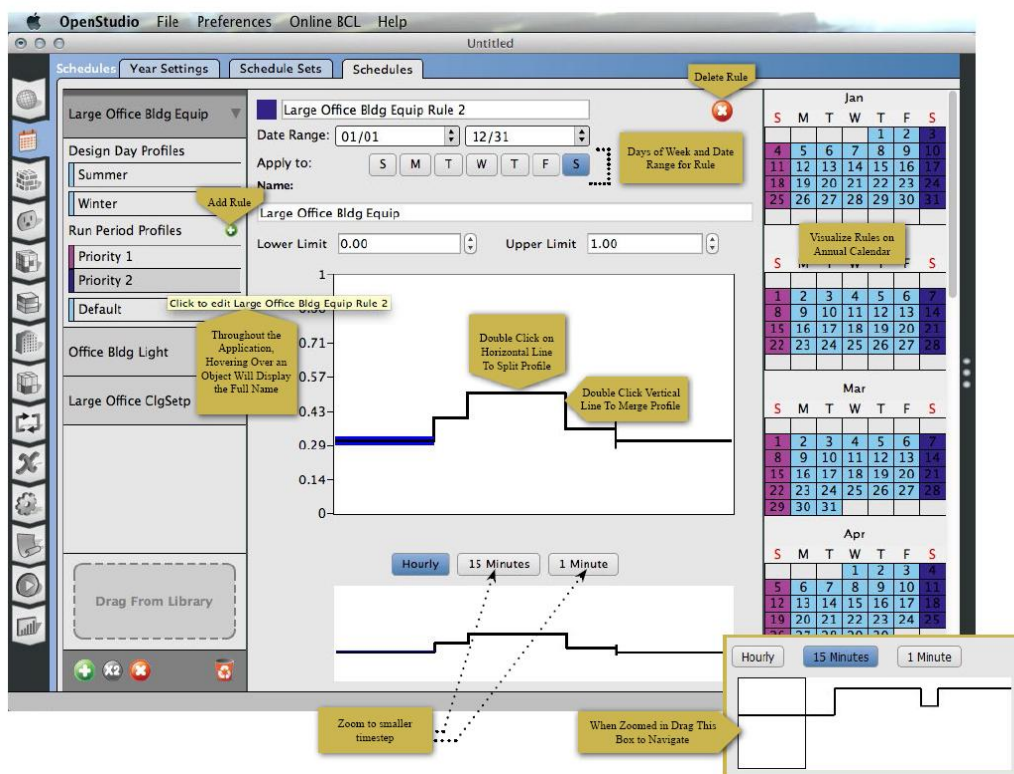 OpenStudio File Preferences Online BCL Help
Untitled
Schedules Year Settings Schedule Sets Schedules
Delete Rule
Large Office Bldg Equip
Design Day Profiles
Summer
Winter
Add Rule
Run Period Profiles
Priority 1
Priority 2
Default
Click to edit Large Office Bldg Equip Rule 2
Throughout the
Application,
Hovering Over an
Object Will Display
the Full Name
Office Bldg Light
Large Office ClgSetp
Drag From Library
X2
Large Office Bldg Equip Rule 2
Date Range: 01/01 12/31
Apply to: S M T W T F S
Days of Week and Date
Range for Rule
Name:
Large Office Bldg Equip
Lower Limit 0.00 Upper Limit 1.00
1
0.71
0.57
0.43
0.29
0.14
0
Double Click on
Horizontal Line
To Split Profile
Double Click Vertical
Line To Merge Profile
Hourly 15 Minutes 1 Minute
Zoom to smaller
timestep
Jan
S M T W T F S
1 2 3
4 5 6 7 8 9 10
11 12 13 14 15 16 17
18 19 20 21 22 23 24
25 26 27 28 29 30 31
Visualize Rules on
Annual Calendar
S M W F S
1 2 3 4 5 6 7
8 9 10 11 12 13 14
15 16 17 18 19 20 21
22 23 24 25 26 27 28
Mar
S M T W T F S
1 2 3 4 5 6 7
8 9 10 11 12 13 14
15 16 17 18 19 20 21
22 23 24 25 26 27 28
29 30 31
Apr
S M T W T F S
1 2 3 4
5 6 7 8 9 10 11
12 13 14 15 16 17 18
19 20 21 22 23 24 25
Hourly 15 Minutes 1 Minute
When Zoomed in Drag This
Box to Navigate